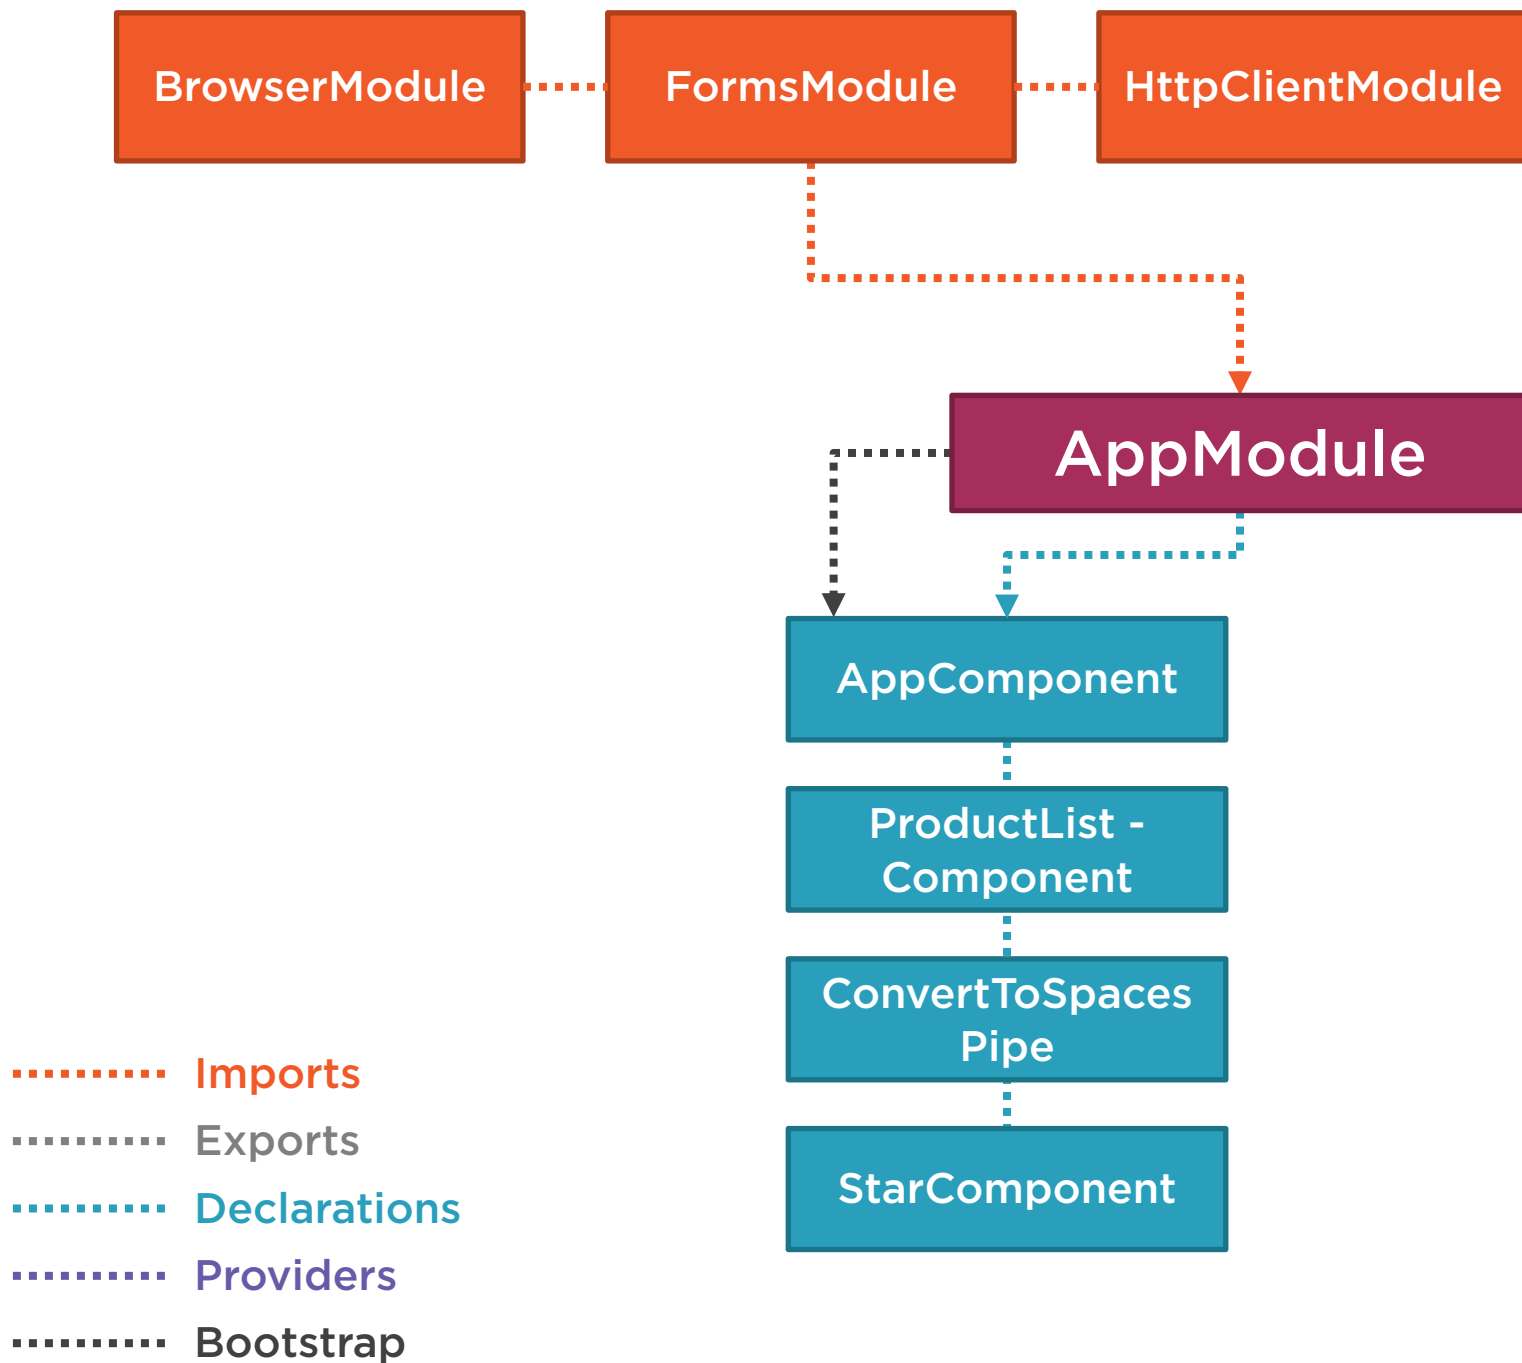 BrowserModule
FormsModule
HttpClientModule
AppModule
AppComponent
ProductList -
Component
ConvertToSpaces
Pipe
StarComponent
Imports
Exports
Declarations
Providers
Bootstrap